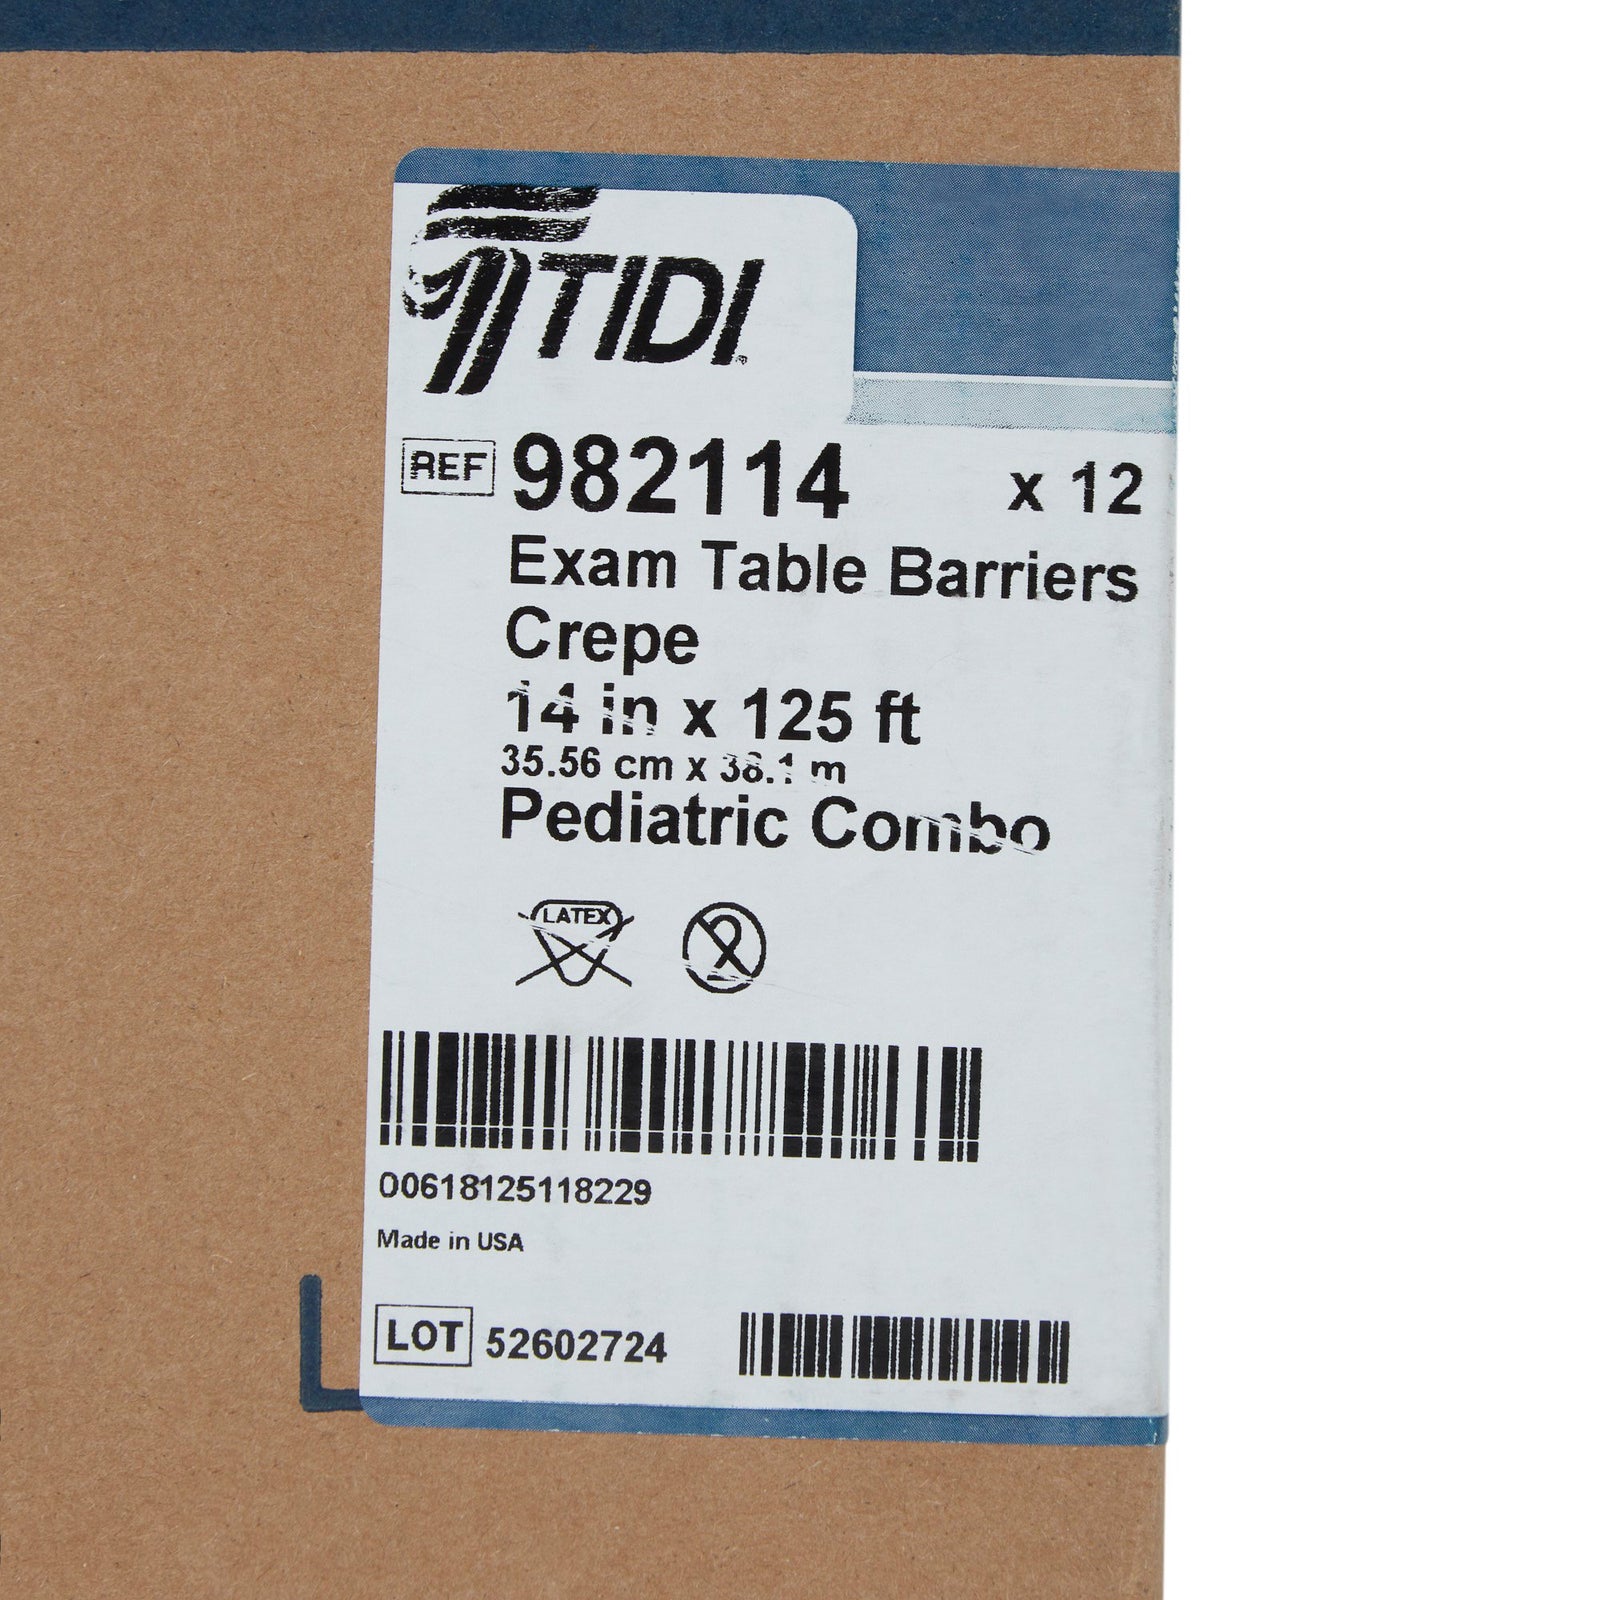 TIDI
REF 982114 x 12
Exam Table Barriers
Crepe
14 in x 125 ft
35.56 cm x 38.1 m
Pediatric Combo
LATEX
00618125118229
Made in USA
LOT 52602724